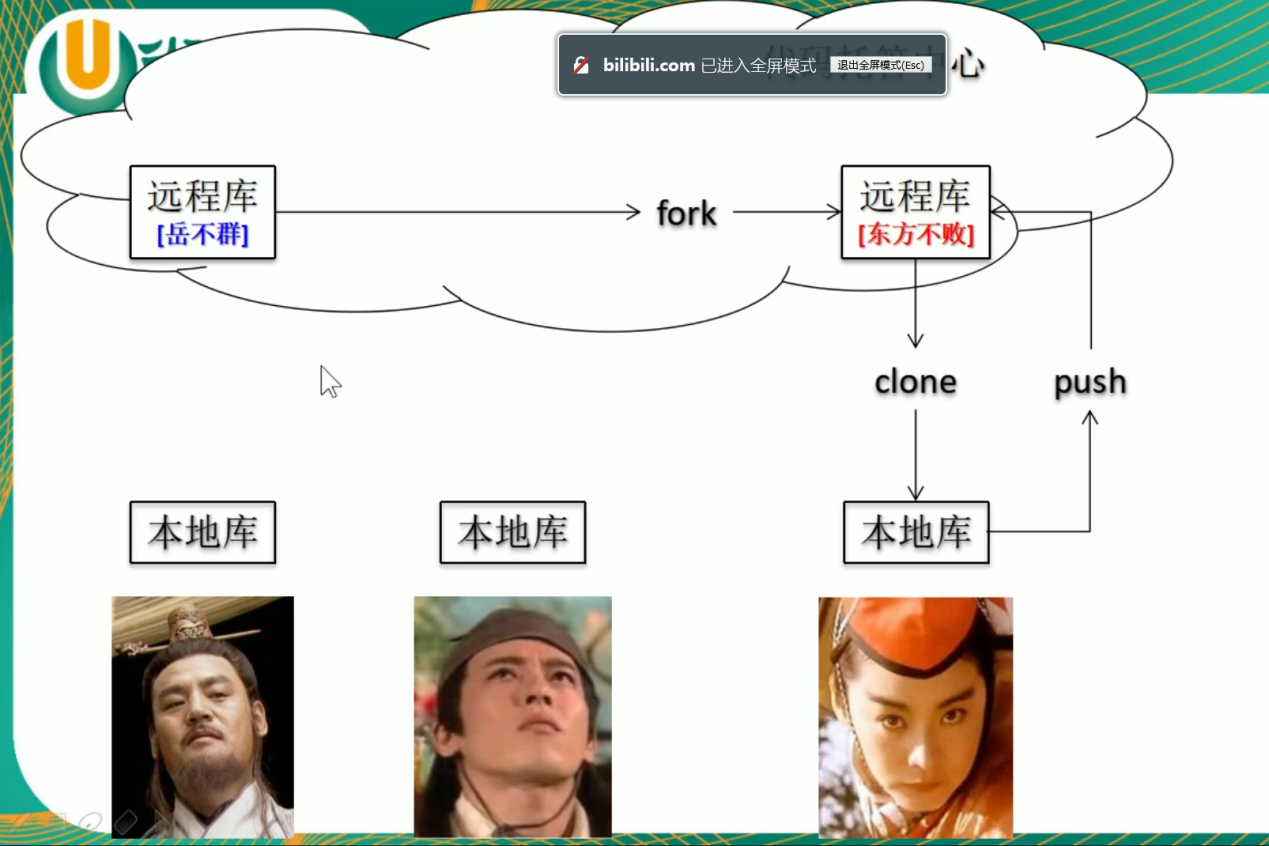 bilibili.com 已进入全屏模式 退出全屏模式(Esc)
心
远程库
[岳不群]
fork
远程库
[东方不败]
clone
push
本地库
本地库
本地库